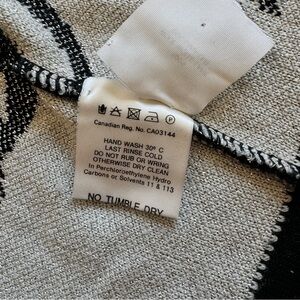 Canadian Reg. No. CA03144
HAND WASH 30º C
LAST RINSE COLD
DO NOT RUB OR WRING
OTHERWISE DRY CLEAN
In Perchloroethylene Hydro
Carbons or Solvents 11 & 113
NO TUMBLE DRY